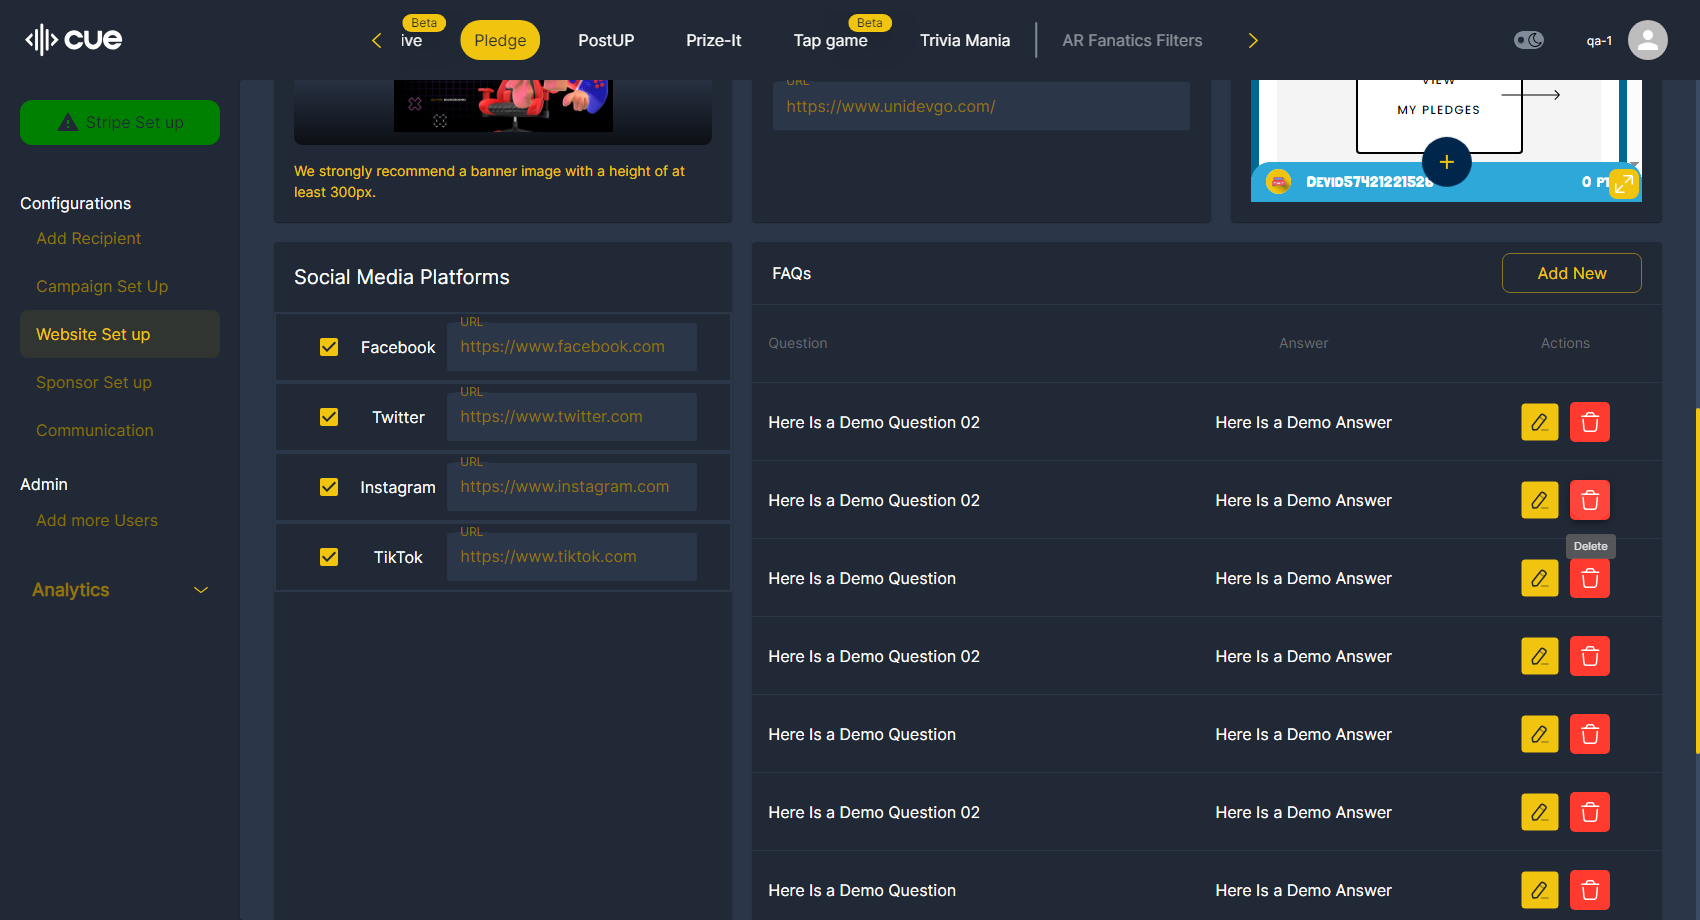 cue
Beta
ive
Pledge
PostUP
Prize-It
Beta
Tap game
Trivia Mania
AR Fanatics Filters
qa-1
Stripe Set up
Configurations
Add Recipient
Campaign Set Up
Website Set up
Sponsor Set up
Communication
Admin
Add more Users
Analytics
We strongly recommend a banner image with a height of at
least 300px.
URL
https://www.unidevgo.com/
VIEW
MY PLEDGES
DEVID57421221526
0 PT
Social Media Platforms
Facebook
URL
https://www.facebook.com
Twitter
URL
https://www.twitter.com
Instagram
URL
https://www.instagram.com
TikTok
URL
https://www.tiktok.com
FAQs
Add New
Question Answer Actions
Here Is a Demo Question 02 Here Is a Demo Answer
Here Is a Demo Question 02 Here Is a Demo Answer
Delete
Here Is a Demo Question Here Is a Demo Answer
Here Is a Demo Question 02 Here Is a Demo Answer
Here Is a Demo Question Here Is a Demo Answer
Here Is a Demo Question 02 Here Is a Demo Answer
Here Is a Demo Question Here Is a Demo Answer